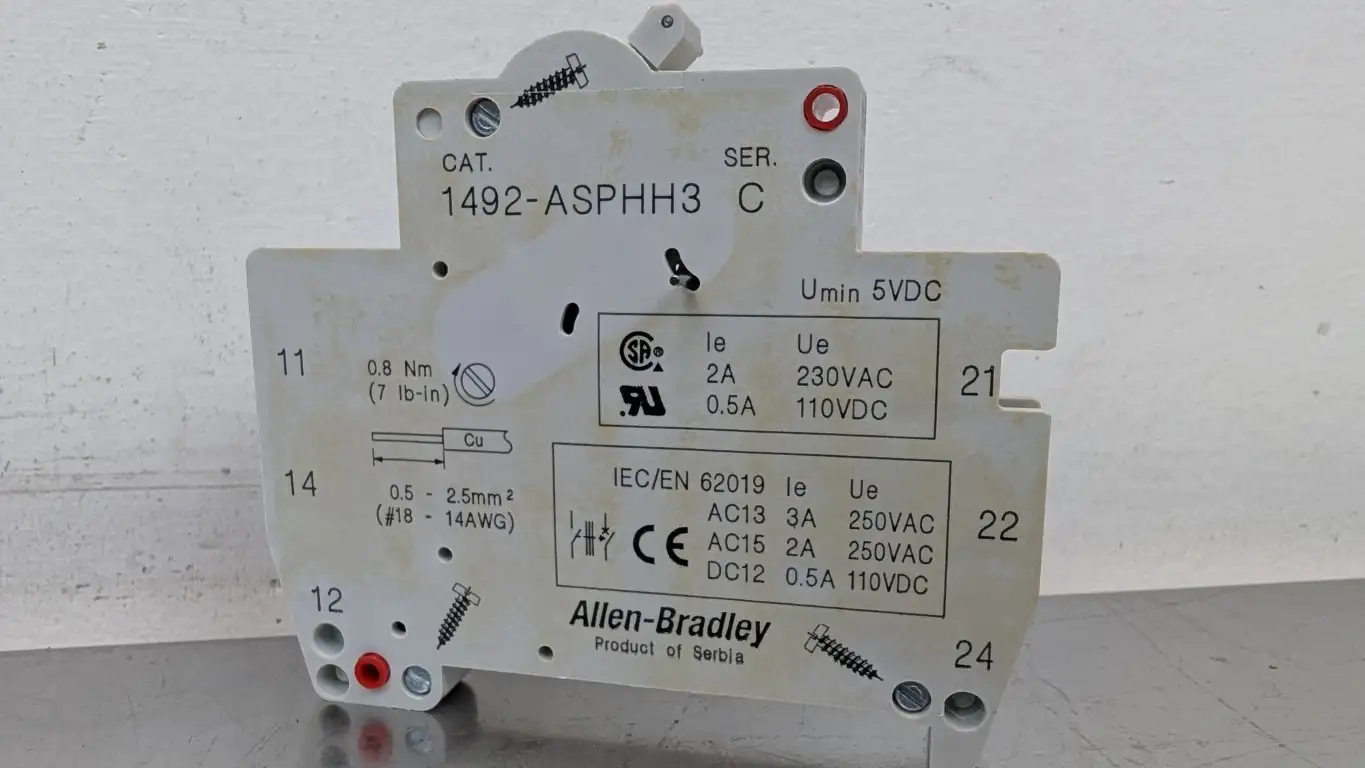 CAT.
SER.
1492-ASPHH3 C
Umin 5VDC
11
0.8 Nm
(7 lb-in)
SA®
Ie Ue
2A 230VAC
0.5A 110VDC
21
Cu
14
0.5 - 2.5mm²
(#18 - 14AWG)
IEC/EN 62019 Ie Ue
AC13 3A 250VAC
CE AC15 2A 250VAC
DC12 0.5A 110VDC
22
12
Allen-Bradley
Product of Serbia
24